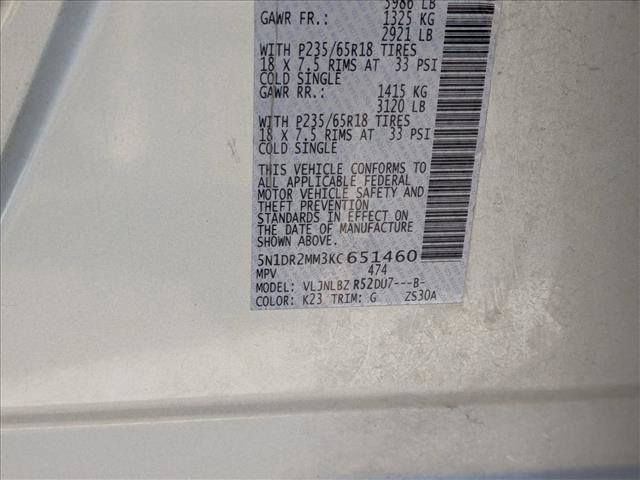 5986 LB
GAWR FR.: 1325 KG
2921 LB
WITH P235/65R18 TIRES
18 X 7.5 RIMS AT 33 PSI
COLD SINGLE
GAWR RR.: 1415 KG
3120 LB
WITH P235/65R18 TIRES
18 X 7.5 RIMS AT 33 PSI
COLD SINGLE
THIS VEHICLE CONFORMS TO
ALL APPLICABLE FEDERAL
MOTOR VEHICLE SAFETY AND
THEFT PREVENTION
STANDARDS IN EFFECT ON
THE DATE OF MANUFACTURE
SHOWN ABOVE.
5N1DR2MM3KC651460
MPV 474
MODEL: VLJNLBZ R52DU7---B-
COLOR: K23 TRIM: G ZS30A